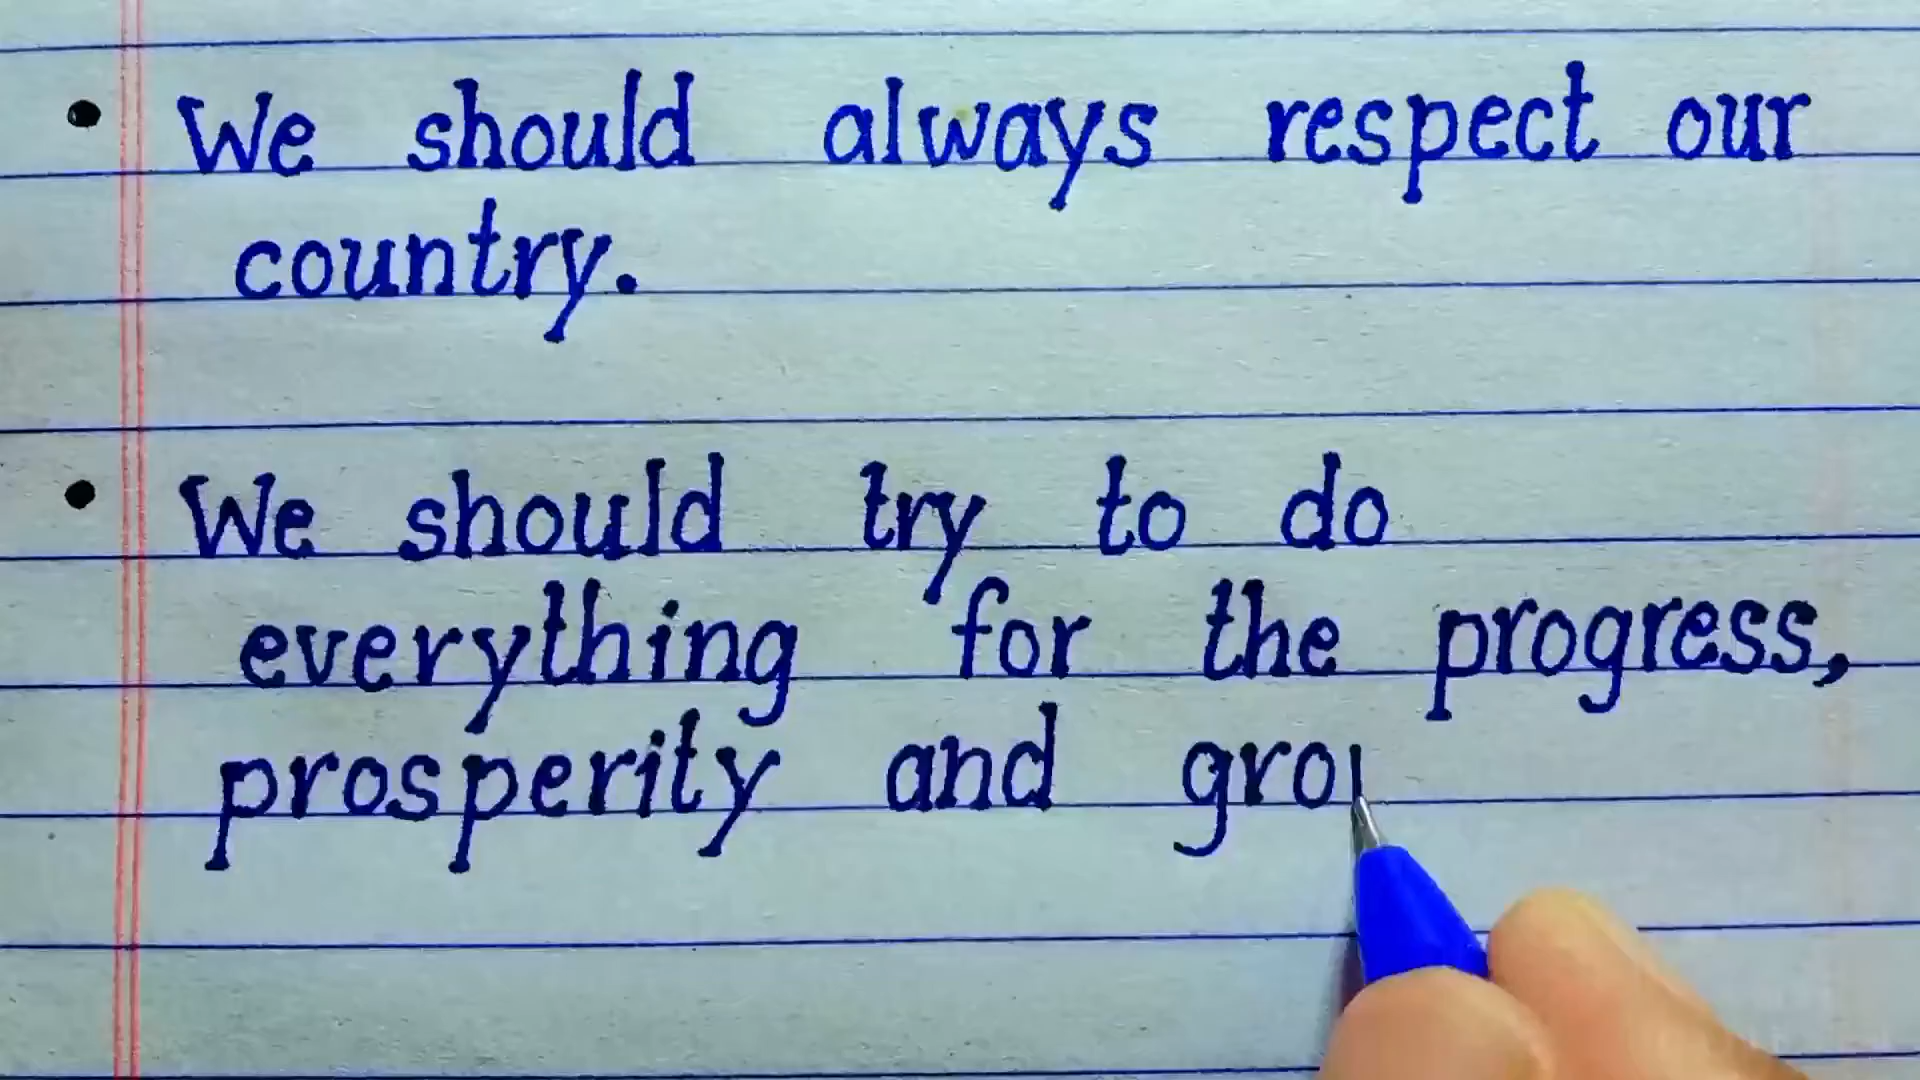 • We should always respect our
country.
• We should try to do
everything for the progress,
prosperity and gro